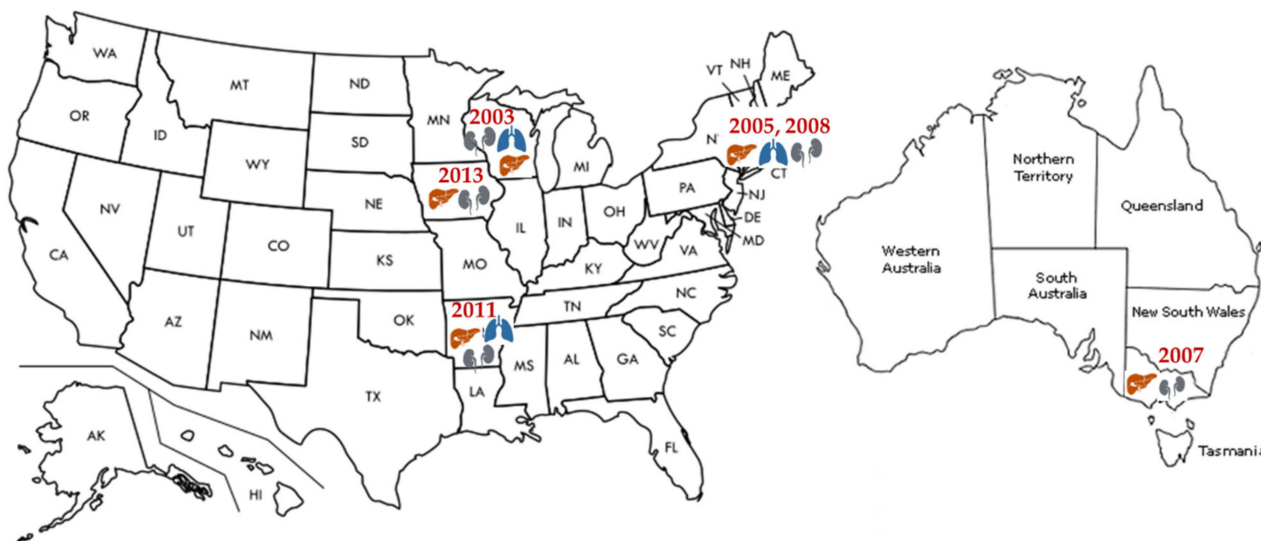 WA
OR
ID
MT
ND
MN
SD
WY
NV
UT
CA
CO
NE
KS
AZ
NM
OK
TX
MO
IL
IN
OH
MI
KY
WV
VA
PA
TN
NC
SC
MS
AL
GA
LA
FL
AK
HI
VT
NH
ME
CT
NJ
DE
MD
2003
2013
2011
2005, 2008
Northern
Territory
Queensland
Western
Australia
South
Australia
New South Wales
2007
Tasmania